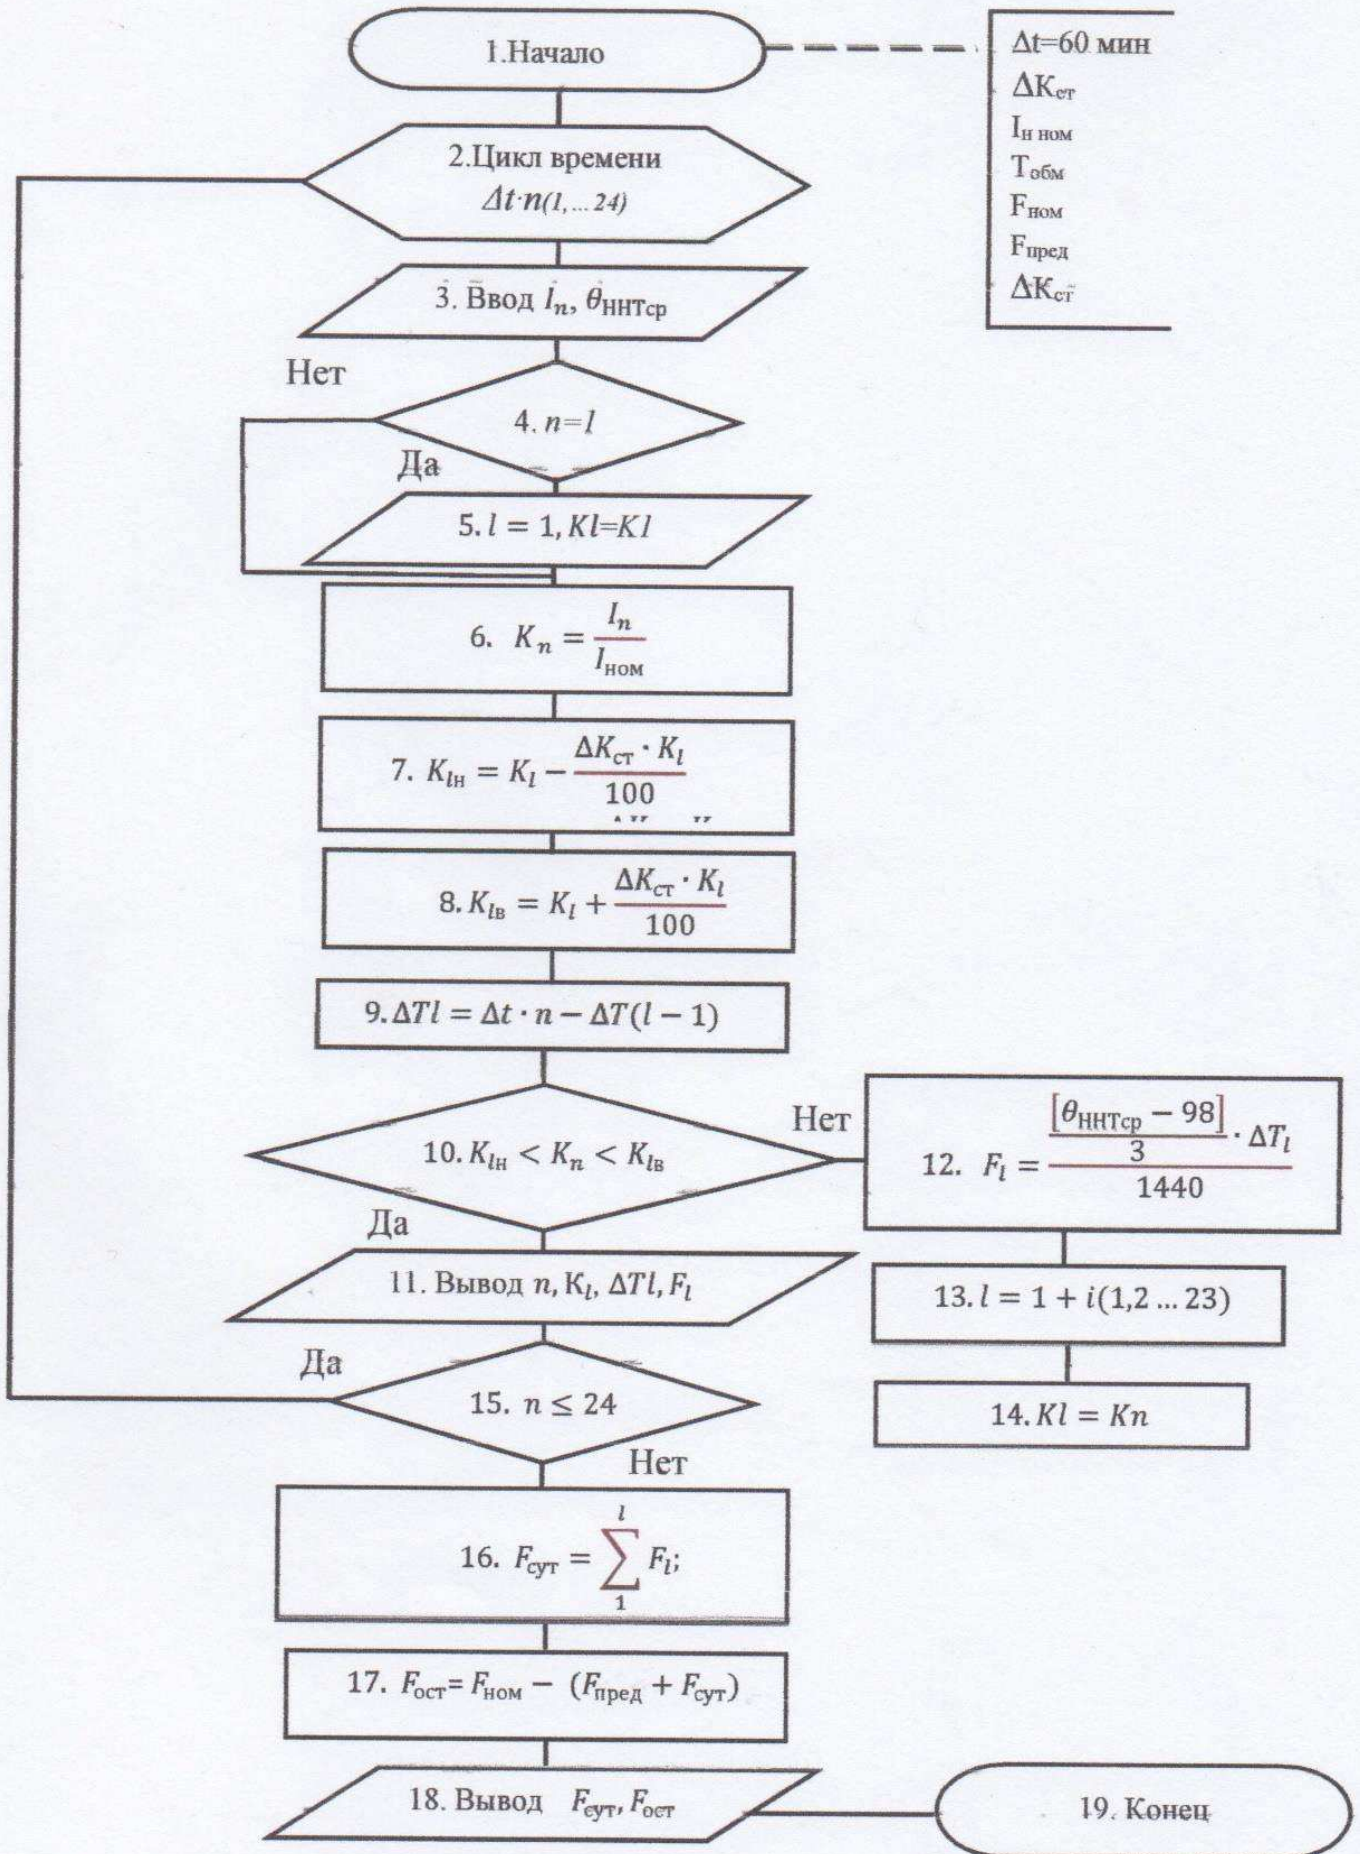 1.Начало
Δt=60 мин
ΔKст
Iн ном
Tобм
Fном
Fпред
ΔKст
2.Цикл времени
Δt·n(1,...24)
3. Ввод İn, θННТср
Нет
4. n=l
Да
5. l = 1, Kl=K1
6. Kn = In / Iном
7. Klн = Kl − ΔKст · Kl / 100
8. Klв = Kl + ΔKст · Kl / 100
9. ΔTl = Δt · n − ΔT(l − 1)
10. Klн < Kn < Klв
Нет
12. Fl = [θННТср − 98] / 3 · ΔTl / 1440
Да
11. Вывод n, Kl, ΔTl, Fl
13. l = 1 + i(1,2 ... 23)
Да
15. n ≤ 24
14. Kl = Kn
Нет
16. Fсут = ∑ l 1 Fl;
17. Fост= Fном − (Fпред + Fсут)
18. Вывод Fсут, Fост
19. Конец